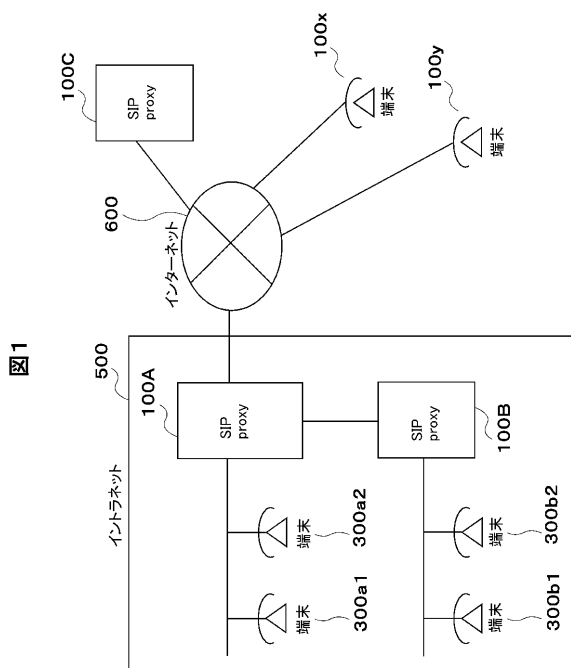 図1
イントラネット
500
インターネット
600
SIP
proxy
100C
SIP
proxy
100A
SIP
proxy
100B
端末
100x
端末
100y
端末
300a1
端末
300a2
端末
300b1
端末
300b2